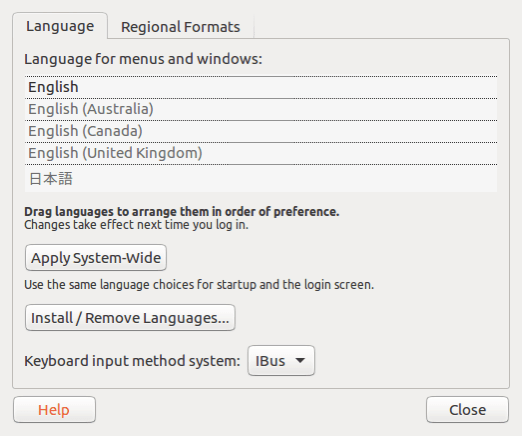 Language Regional Formats
Language for menus and windows:
English
English (Australia)
English (Canada)
English (United Kingdom)
日本語
Drag languages to arrange them in order of preference.
Changes take effect next time you log in.
Apply System-Wide
Use the same language choices for startup and the login screen.
Install / Remove Languages...
Keyboard input method system: IBus
Help Close